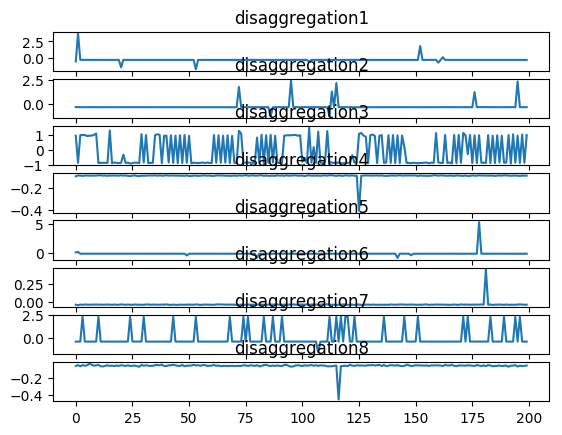 disaggregation1
2.5
0.0
disaggregation2
2.5
0.0
disaggregation3
1
0
−1
disaggregation4
−0.2
−0.4
disaggregation5
5
0
disaggregation6
0.25
0.00
disaggregation7
2.5
0.0
disaggregation8
−0.2
−0.4
0 25 50 75 100 125 150 175 200